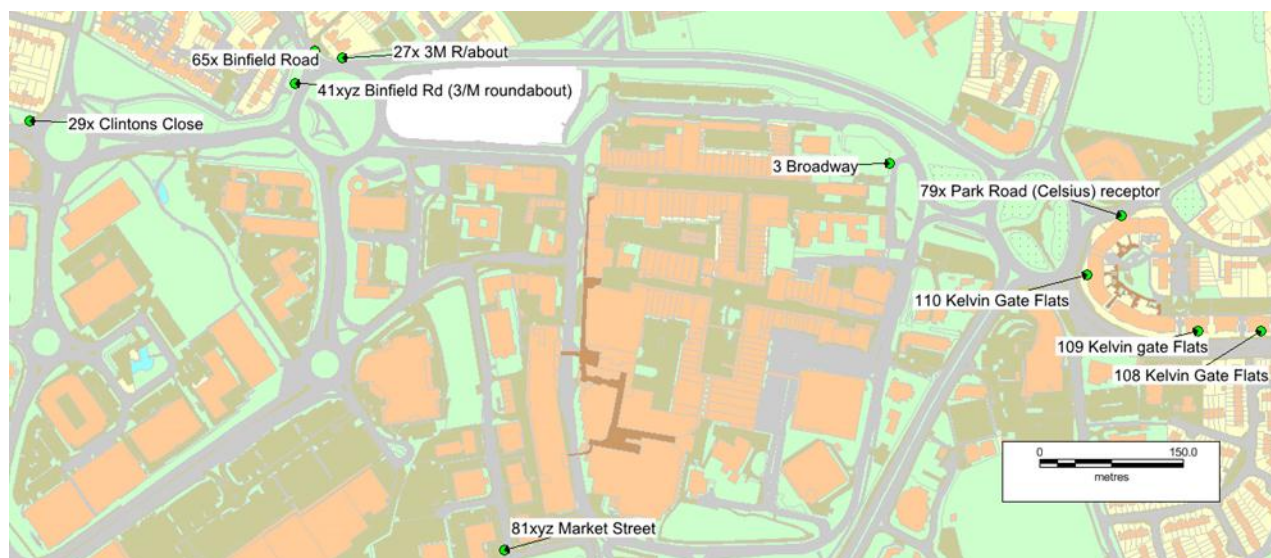 65x Binfield Road
27x 3M R/about
41xyz Binfield Rd (3/M roundabout)
29x Clintons Close
3 Broadway
79x Park Road (Celsius) receptor
110 Kelvin Gate Flats
109 Kelvin gate Flats
108 Kelvin Gate Flats
0 150.0
metres
81xyz Market Street